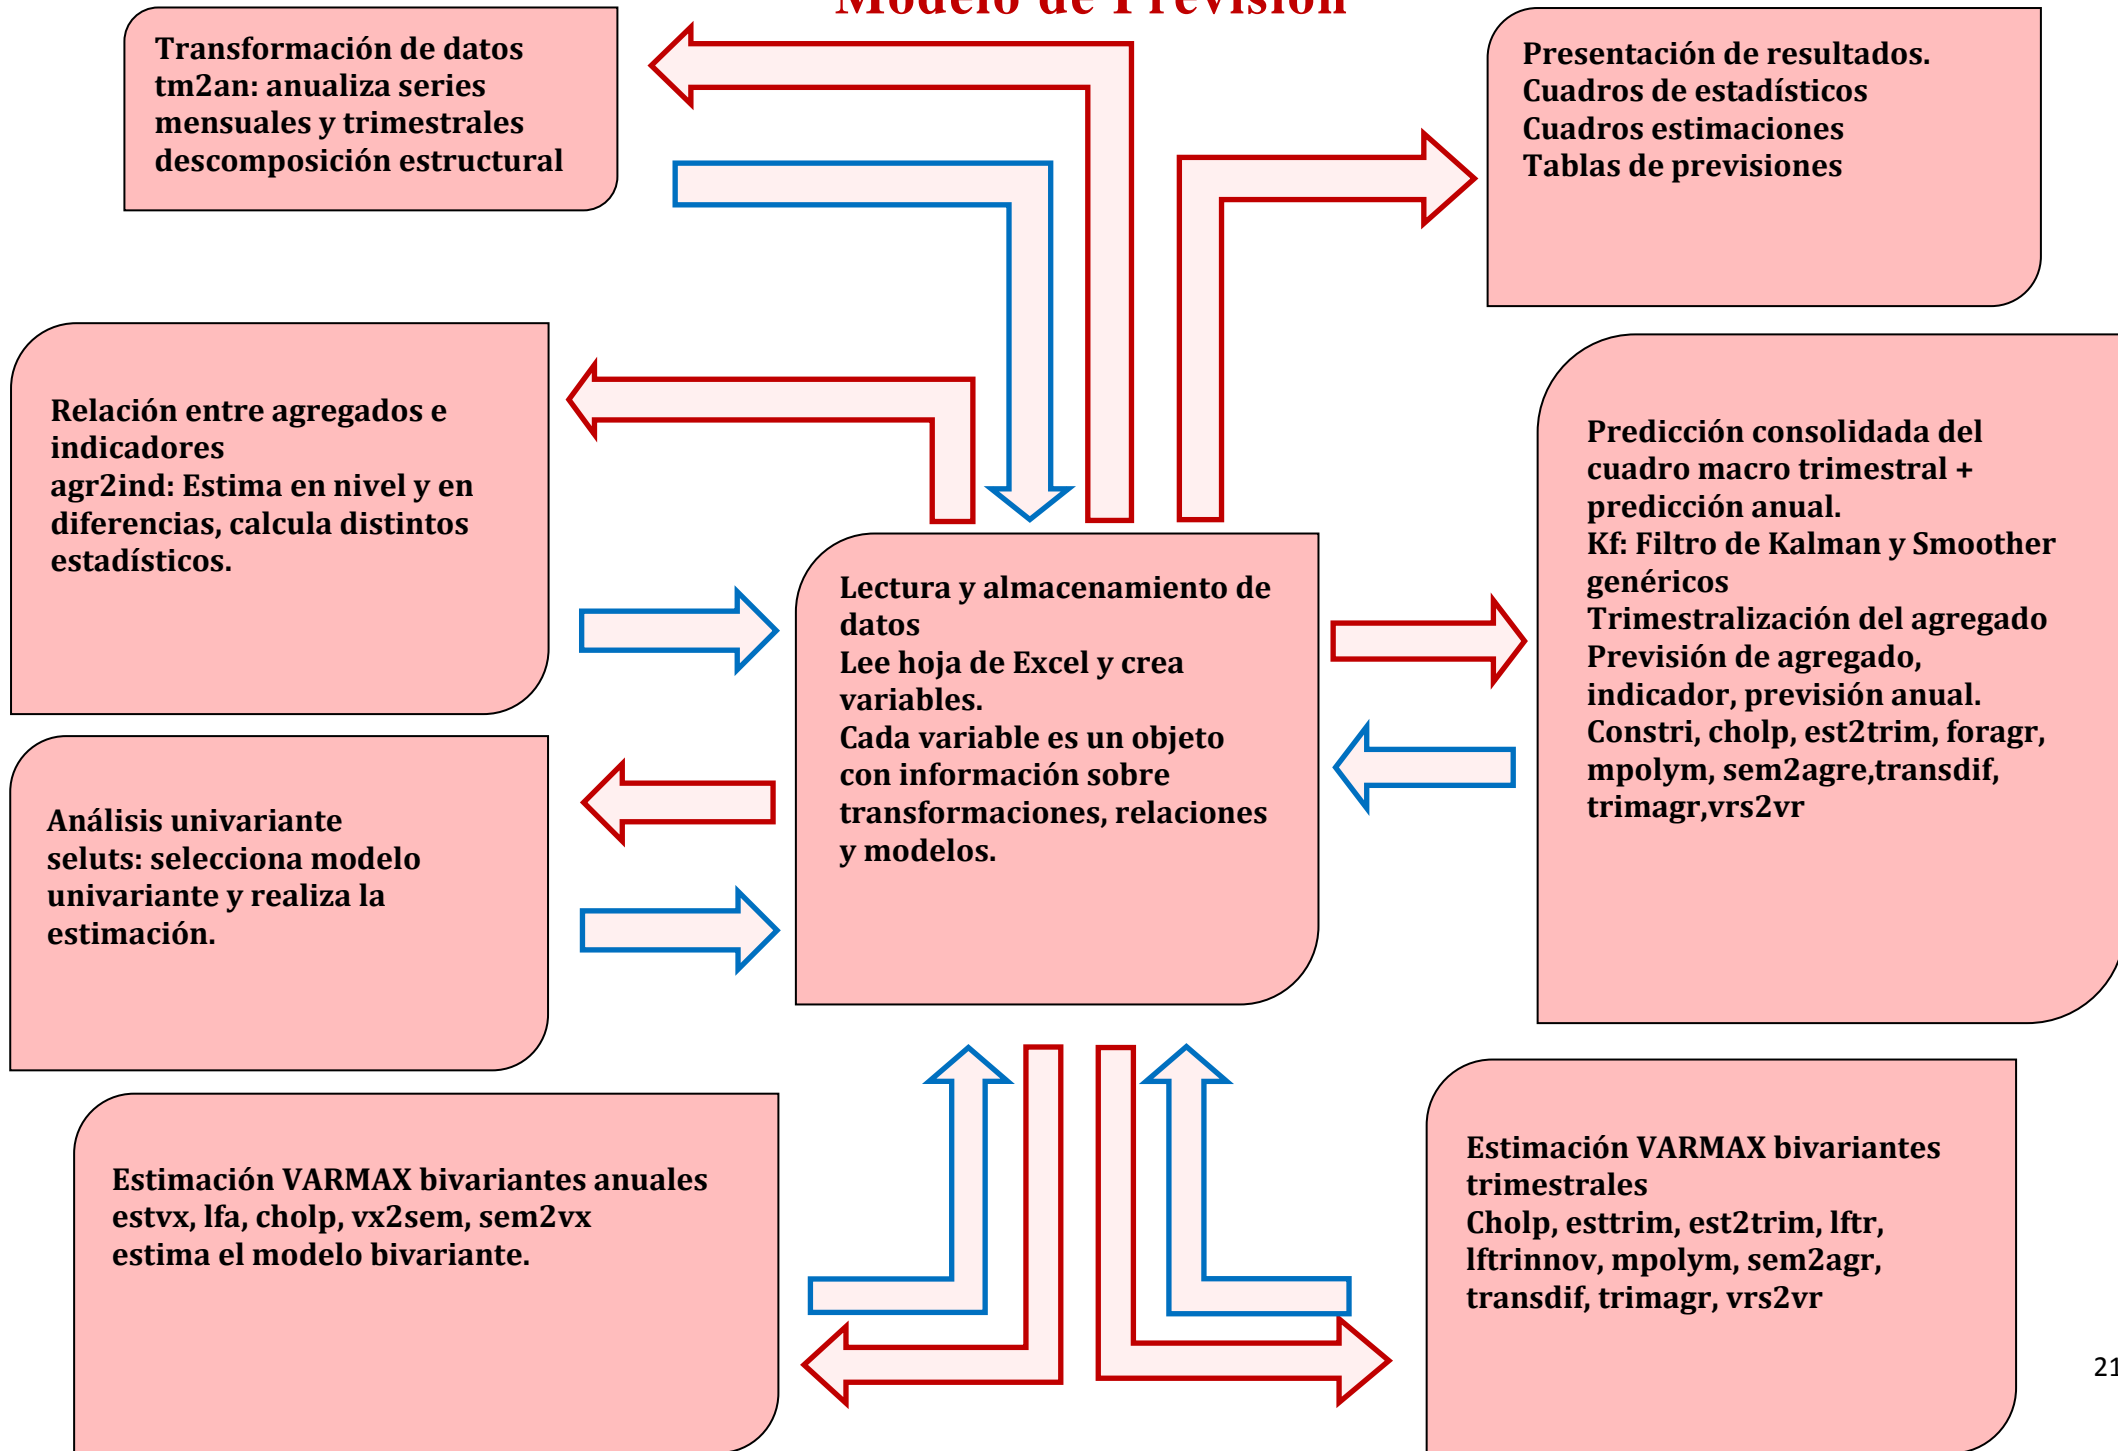 Modelo de Previsión
Transformación de datos
tm2an: anualiza series
mensuales y trimestrales
descomposición estructural
Presentación de resultados.
Cuadros de estadísticos
Cuadros estimaciones
Tablas de previsiones
Relación entre agregados e
indicadores
agr2ind: Estima en nivel y en
diferencias, calcula distintos
estadísticos.
Lectura y almacenamiento de
datos
Lee hoja de Excel y crea
variables.
Cada variable es un objeto
con información sobre
transformaciones, relaciones
y modelos.
Predicción consolidada del
cuadro macro trimestral +
predicción anual.
Kf: Filtro de Kalman y Smoother
genéricos
Trimestralización del agregado
Previsión de agregado,
indicador, previsión anual.
Constri, cholp, est2trim, foragr,
mpolym, sem2agre,transdif,
trimagr,vrs2vr
Análisis univariante
seluts: selecciona modelo
univariante y realiza la
estimación.
Estimación VARMAX bivariantes anuales
estvx, lfa, cholp, vx2sem, sem2vx
estima el modelo bivariante.
Estimación VARMAX bivariantes
trimestrales
Cholp, esttrim, est2trim, lftr,
lftrinnov, mpolym, sem2agr,
transdif, trimagr, vrs2vr
21